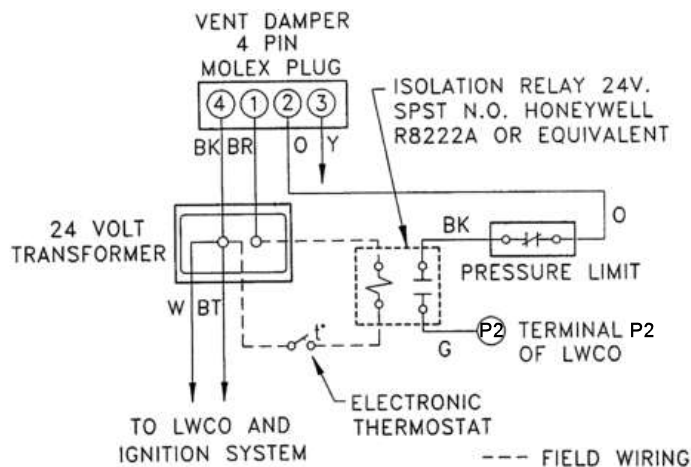 VENT DAMPER
4 PIN
MOLEX PLUG
4 1 2 3
BK BR O Y
ISOLATION RELAY 24V.
SPST N.O. HONEYWELL
R8222A OR EQUIVALENT
24 VOLT
TRANSFORMER
BK
O
PRESSURE LIMIT
W BT
t°
G
P2 TERMINAL P2
OF LWCO
ELECTRONIC
THERMOSTAT
TO LWCO AND
IGNITION SYSTEM
--- FIELD WIRING